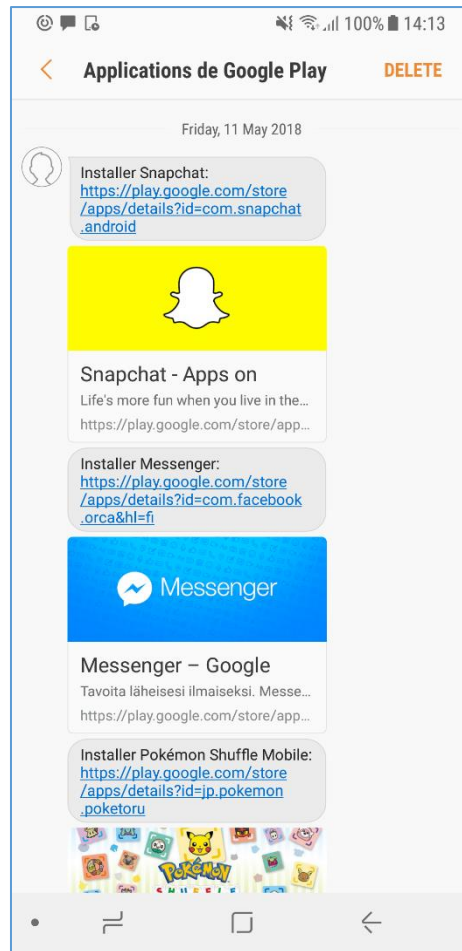 100% 14:13
Applications de Google Play DELETE
Friday, 11 May 2018
Installer Snapchat:
https://play.google.com/store
/apps/details?id=com.snapchat
.android
Snapchat - Apps on
Life's more fun when you live in the...
https://play.google.com/store/app...
Installer Messenger:
https://play.google.com/store
/apps/details?id=com.facebook
.orca&hl=fi
Messenger
Messenger – Google
Tavoita läheisesi ilmaiseksi. Messe...
https://play.google.com/store/app...
Installer Pokémon Shuffle Mobile:
https://play.google.com/store
/apps/details?id=jp.pokemon
.poketoru
POKÉMON
SHUFFLE